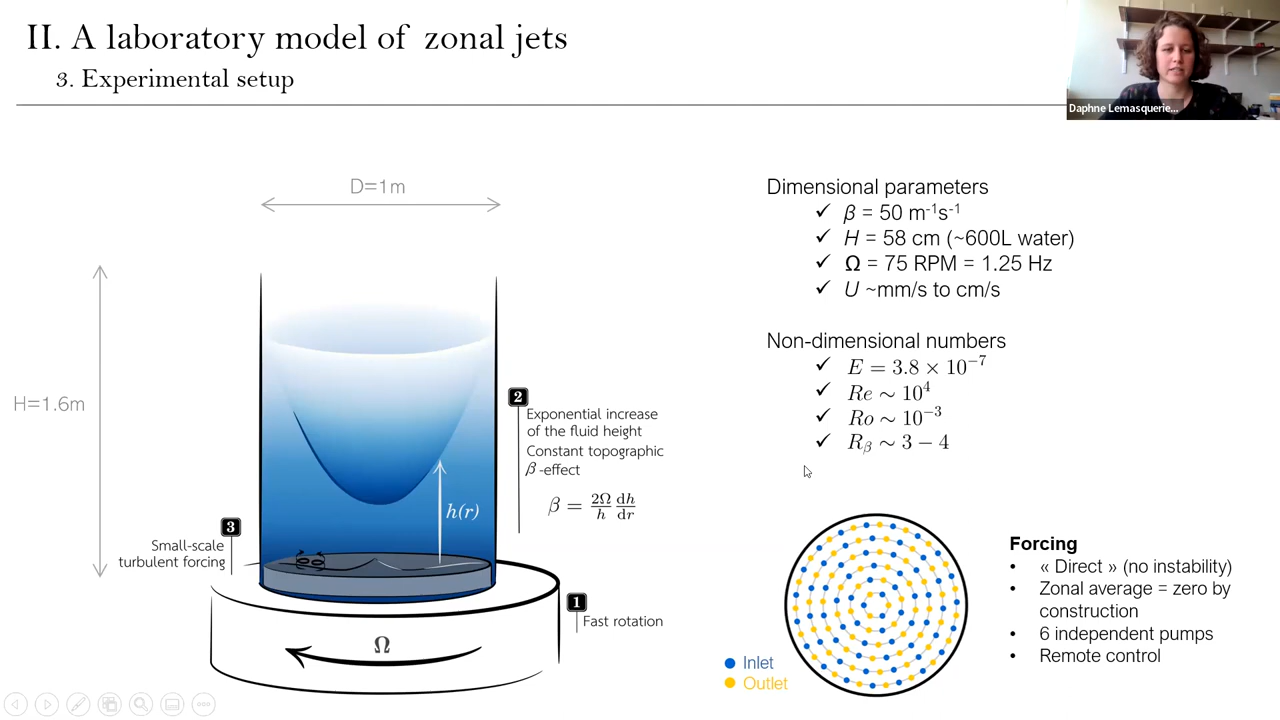 II. A laboratory model of zonal jets
3. Experimental setup
Daphne Lemasquerie...
D=1m
H=1.6m
2
Exponential increase
of the fluid height
Constant topographic
β-effect
β = 2Ω/h dh/dr
h(r)
3
Small-scale
turbulent forcing
1
Fast rotation
Ω
Dimensional parameters
✓ β = 50 m⁻¹s⁻¹
✓ H = 58 cm (~600L water)
✓ Ω = 75 RPM = 1.25 Hz
✓ U ~mm/s to cm/s
Non-dimensional numbers
✓ E = 3.8 × 10⁻⁷
✓ Re ∼ 10⁴
✓ Ro ∼ 10⁻³
✓ Rβ ∼ 3 − 4
Inlet
Outlet
Forcing
• « Direct » (no instability)
• Zonal average = zero by
construction
• 6 independent pumps
• Remote control